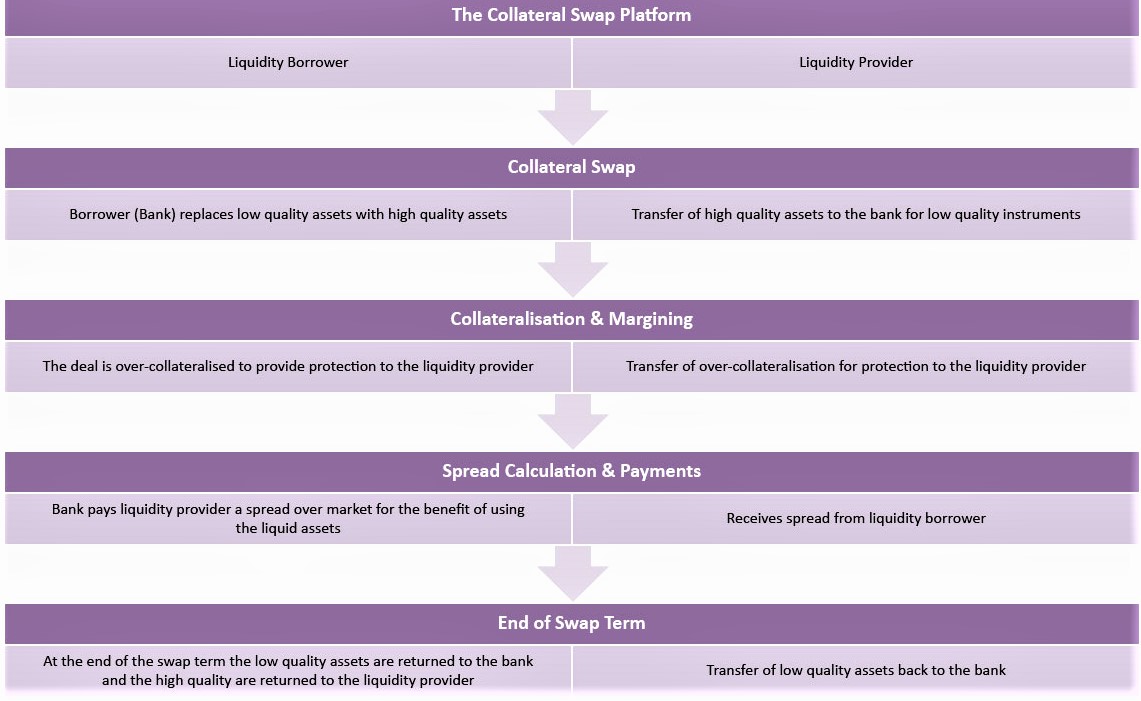 The Collateral Swap Platform
Liquidity Borrower
Liquidity Provider
Collateral Swap
Borrower (Bank) replaces low quality assets with high quality assets
Transfer of high quality assets to the bank for low quality instruments
Collateralisation & Margining
The deal is over-collateralised to provide protection to the liquidity provider
Transfer of over-collateralisation for protection to the liquidity provider
Spread Calculation & Payments
Bank pays liquidity provider a spread over market for the benefit of using
the liquid assets
Receives spread from liquidity borrower
End of Swap Term
At the end of the swap term the low quality assets are returned to the bank
and the high quality are returned to the liquidity provider
Transfer of low quality assets back to the bank